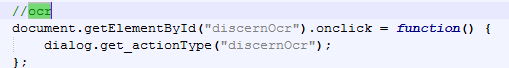 //ocr
document.getElementById("discernOcr").onclick = function() {
    dialog.get_actionType("discernOcr");
};